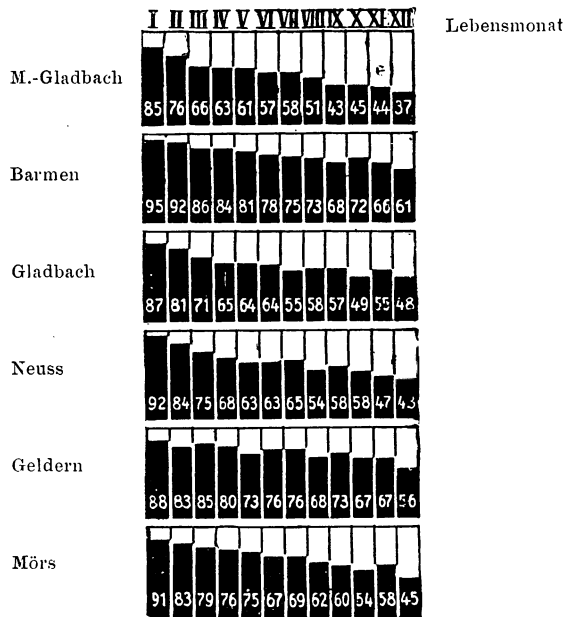 I II III IV V VI VII VIII IX X XI XII Lebensmonat
M.-Gladbach
85 76 66 63 61 57 58 51 43 45 44 37
Barmen
95 92 86 84 81 78 75 73 68 72 66 61
Gladbach
87 81 71 65 64 64 55 58 57 49 55 48
Neuss
92 84 75 68 63 63 65 54 58 58 47 43
Geldern
88 83 85 80 73 76 76 68 73 67 67 56
Mörs
91 83 79 76 75 67 69 62 60 54 58 45